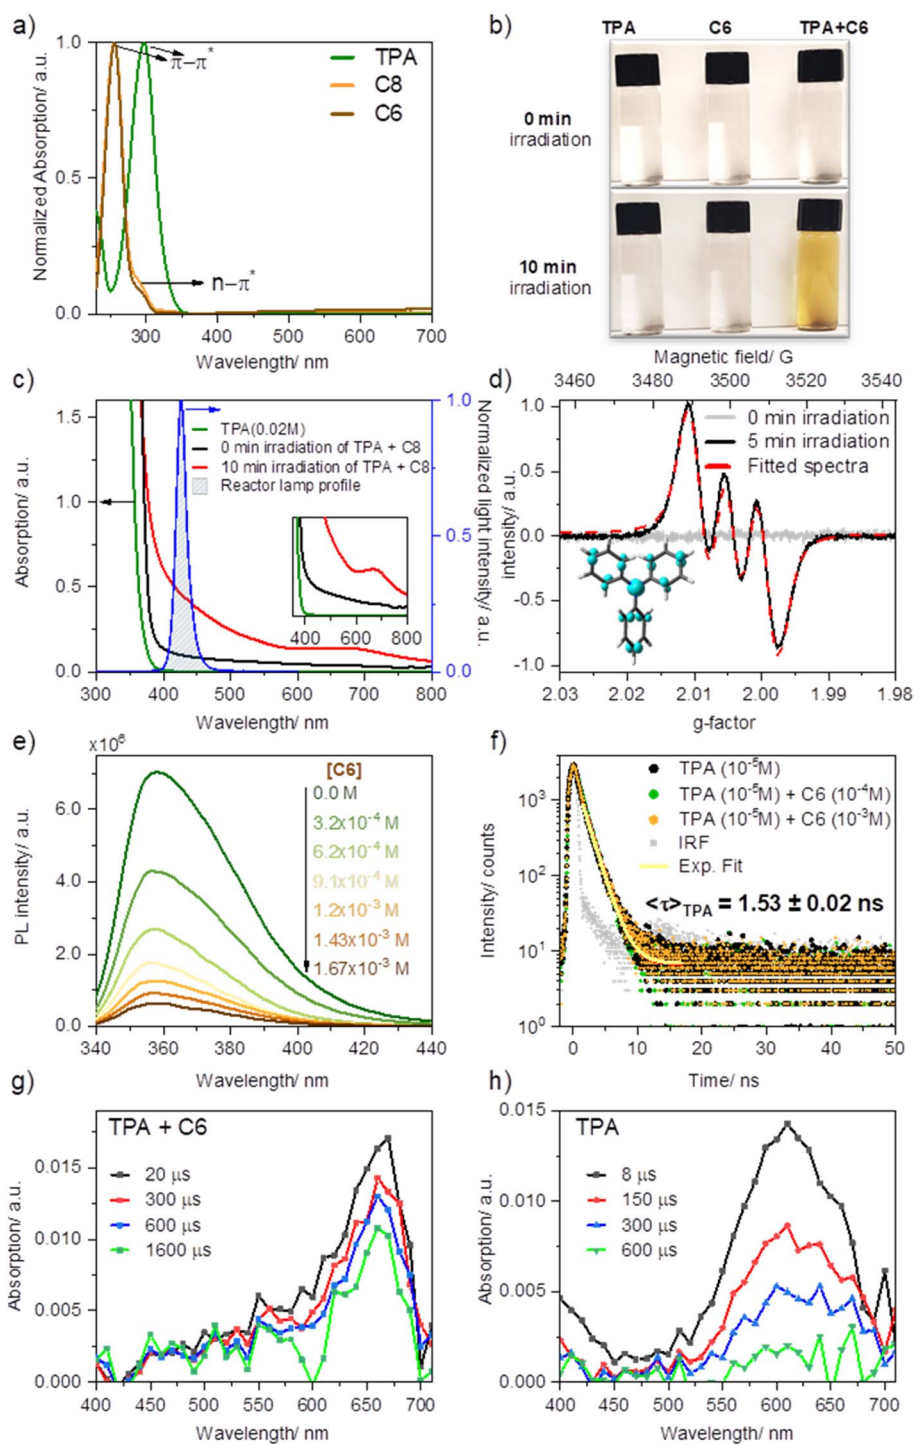 a)
1.0
0.5
0.0
Normalized Absorption/ a.u.
π–π*
n–π*
TPA
C8
C6
300
400
500
600
700
Wavelength/ nm
b)
TPA
C6
TPA+C6
0 min
irradiation
10 min
irradiation
c)
1.5
1.0
0.5
0.0
Absorption/ a.u.
TPA(0.02M)
0 min irradiation of TPA + C8
10 min irradiation of TPA + C8
Reactor lamp profile
400
600
800
1.0
0.5
0.0
Normalized light intensity/ a.u.
300
400
500
600
700
800
Wavelength/ nm
d)
Magnetic field/ G
3460
3480
3500
3520
3540
1.0
0.5
0.0
-0.5
-1.0
intensity/ a.u.
0 min irradiation
5 min irradiation
Fitted spectra
2.03
2.02
2.01
2.00
1.99
1.98
g-factor
e)
x10⁶
6.0
4.0
2.0
0.0
PL intensity/ a.u.
[C6]
0.0 M
3.2x10⁻⁴ M
6.2x10⁻⁴ M
9.1x10⁻⁴ M
1.2x10⁻³ M
1.43x10⁻³ M
1.67x10⁻³ M
340
360
380
400
420
440
Wavelength/ nm
f)
10³
10²
10¹
10⁰
Intensity/ counts
TPA (10⁻⁵M)
TPA (10⁻⁵M) + C6 (10⁻⁴M)
TPA (10⁻⁵M) + C6 (10⁻³M)
IRF
Exp. Fit
<τ>TPA = 1.53 ± 0.02 ns
0
10
20
30
40
50
Time/ ns
g)
TPA + C6
0.015
0.010
0.005
0.000
Absorption/ a.u.
20 μs
300 μs
600 μs
1600 μs
400
450
500
550
600
650
700
Wavelength/ nm
h)
TPA
0.015
0.010
0.005
0.000
Absorption/ a.u.
8 μs
150 μs
300 μs
600 μs
400
450
500
550
600
650
700
Wavelength/ nm